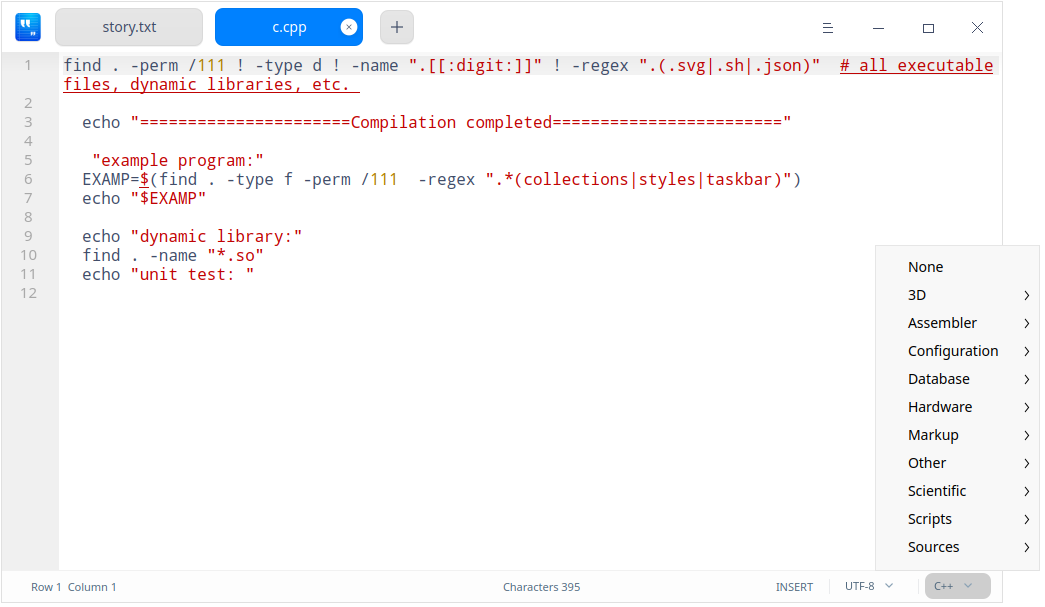 story.txt
c.cpp
1 find . -perm /111 ! -type d ! -name ".[[:digit:]]" ! -regex ".(.svg|.sh|.json)"  # all executable
files, dynamic libraries, etc.
2
3 echo "======================Compilation completed========================"
4
5 "example program:"
6 EXAMP=$(find . -type f -perm /111  -regex ".*(collections|styles|taskbar)")
7 echo "$EXAMP"
8
9 echo "dynamic library:"
10 find . -name "*.so"
11 echo "unit test: "
12
None
3D
Assembler
Configuration
Database
Hardware
Markup
Other
Scientific
Scripts
Sources
Row 1 Column 1 Characters 395 INSERT UTF-8 C++